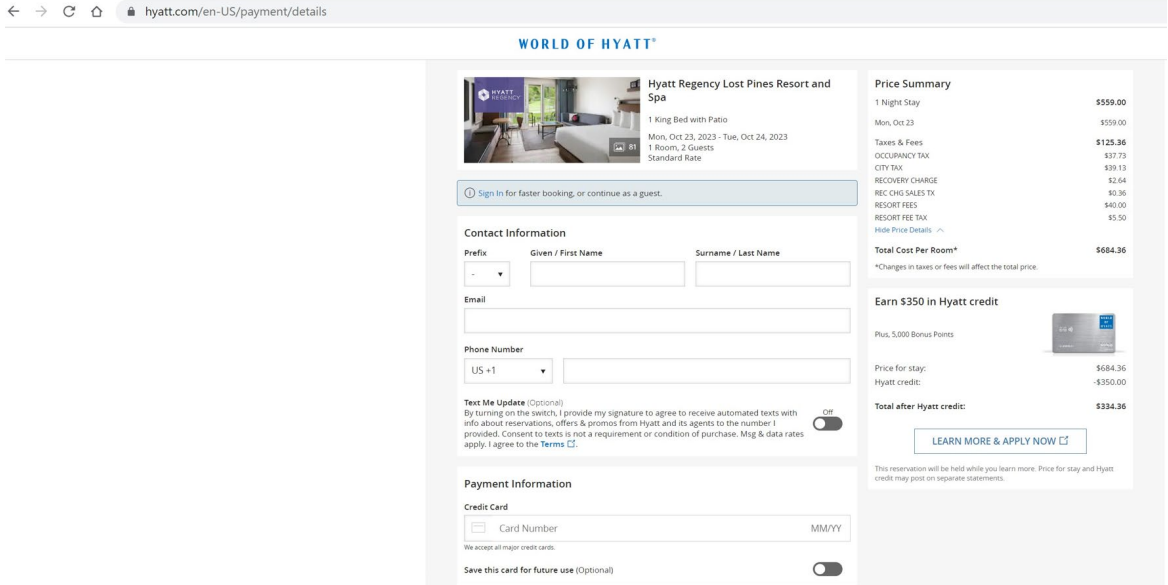 hyatt.com/en-US/payment/details
WORLD OF HYATT®
HYATT
REGENCY
81
Hyatt Regency Lost Pines Resort and
Spa
1 King Bed with Patio
Mon, Oct 23, 2023 - Tue, Oct 24, 2023
1 Room, 2 Guests
Standard Rate
Sign In for faster booking, or continue as a guest.
Contact Information
Prefix Given / First Name Surname / Last Name
-
Email
Phone Number
US +1
Text Me Update (Optional)
By turning on the switch, I provide my signature to agree to receive automated texts with
info about reservations, offers & promos from Hyatt and its agents to the number I
provided. Consent to texts is not a requirement or condition of purchase. Msg & data rates
apply. I agree to the Terms.
Off
Payment Information
Credit Card
Card Number MM/YY
We accept all major credit cards.
Save this card for future use (Optional)
Price Summary
1 Night Stay $559.00
Mon, Oct 23 $559.00
Taxes & Fees $125.36
OCCUPANCY TAX $37.73
CITY TAX $39.13
RECOVERY CHARGE $2.64
REC CHG SALES TX $0.36
RESORT FEES $40.00
RESORT FEE TAX $5.50
Hide Price Details
Total Cost Per Room* $684.36
*Changes in taxes or fees will affect the total price.
Earn $350 in Hyatt credit
Plus, 5,000 Bonus Points
WORLD
OF
HYATT
Price for stay: $684.36
Hyatt credit: -$350.00
Total after Hyatt credit: $334.36
LEARN MORE & APPLY NOW
This reservation will be held while you learn more. Price for stay and Hyatt
credit may post on separate statements.